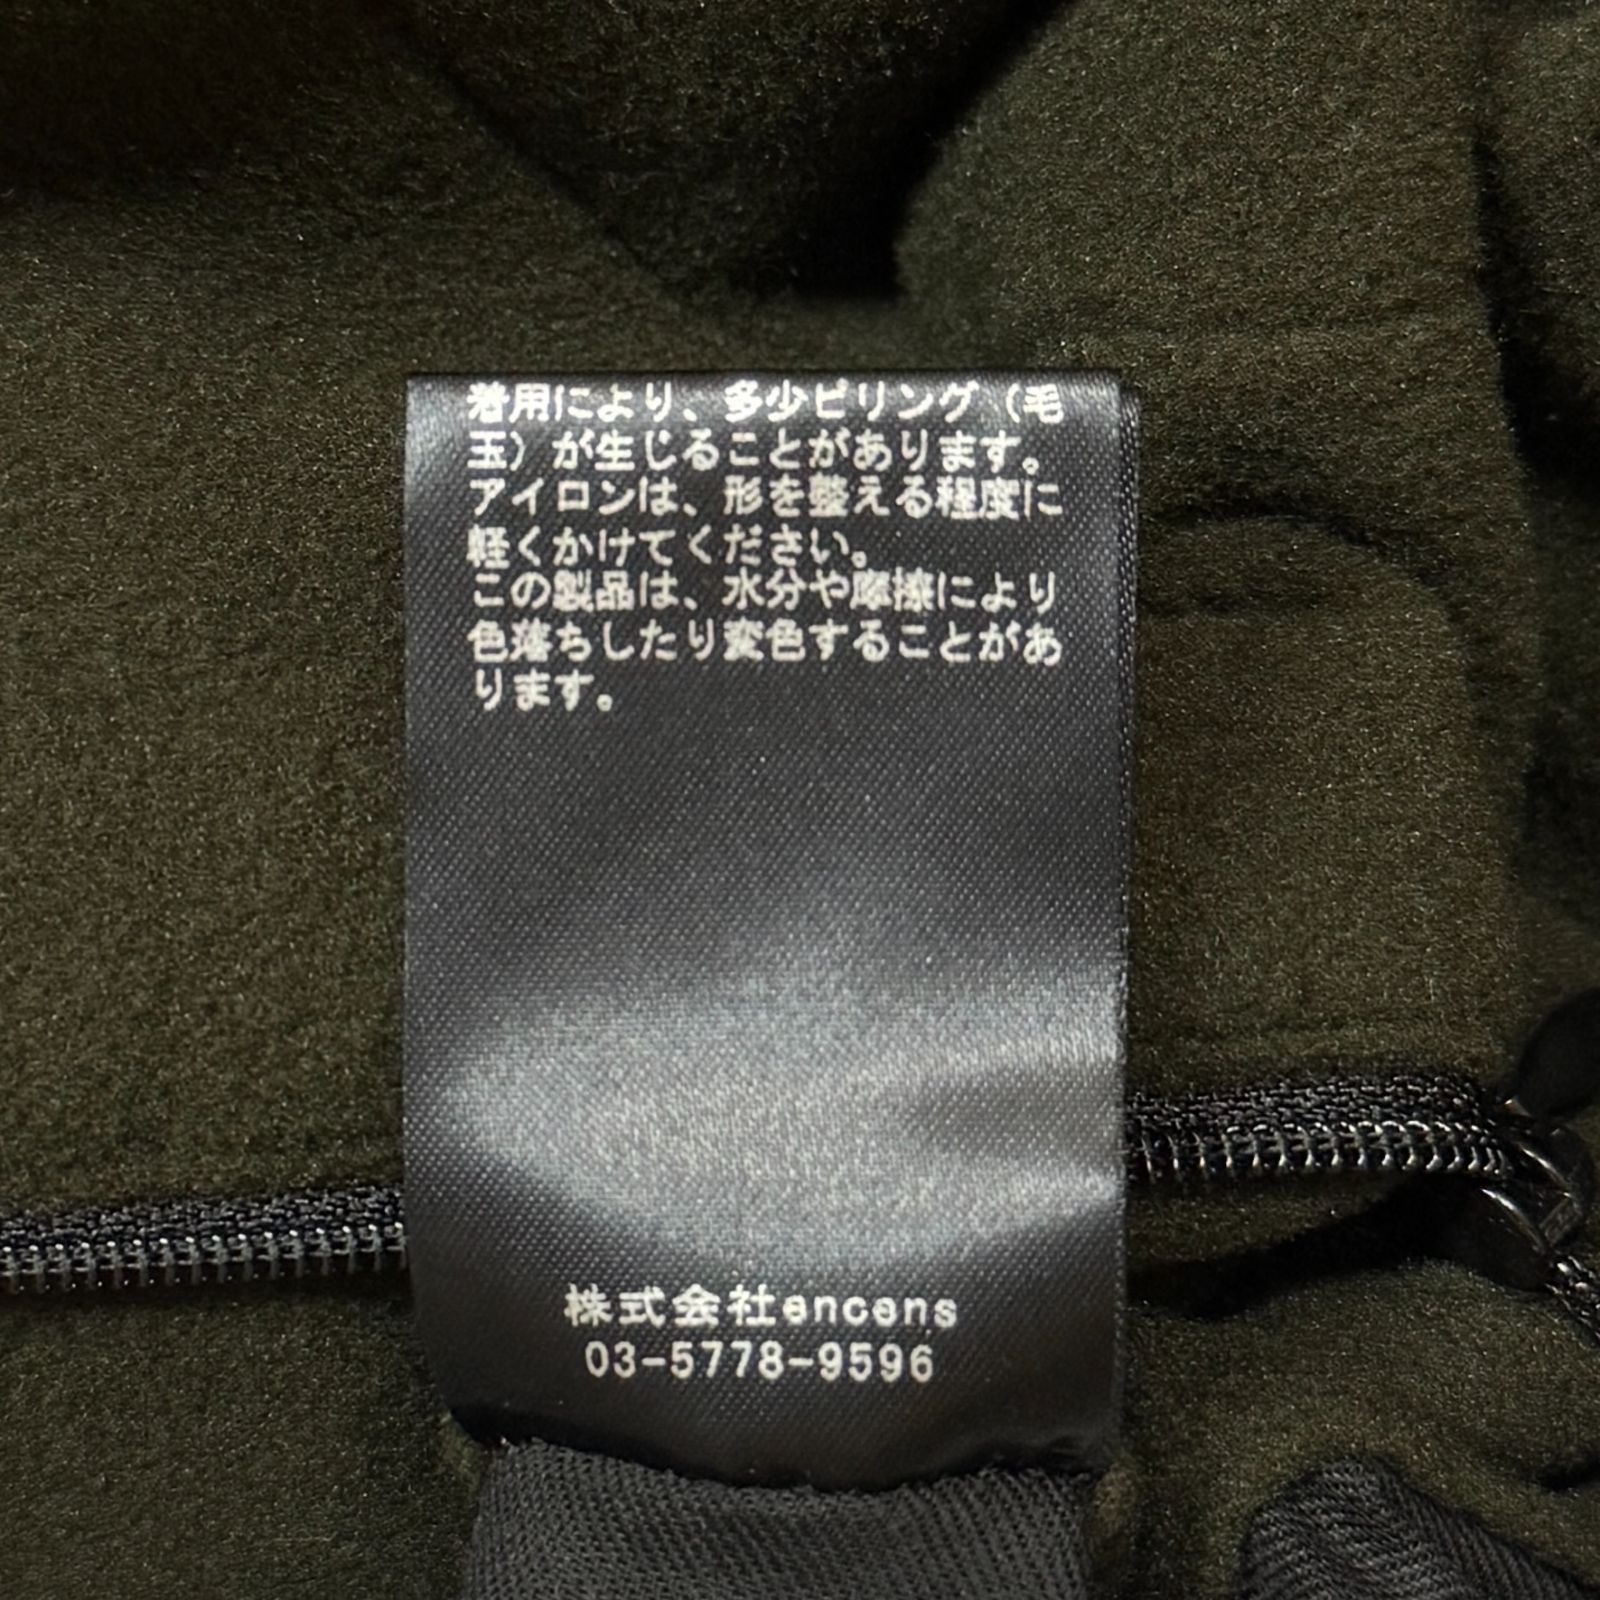 着用により、多少ピリング（毛
玉）が生じることがあります。
アイロンは、形を整える程度に
軽くかけてください。
この製品は、水分や摩擦により
色落ちしたり変色することがあ
ります。
株式会社encens
03-5778-9596